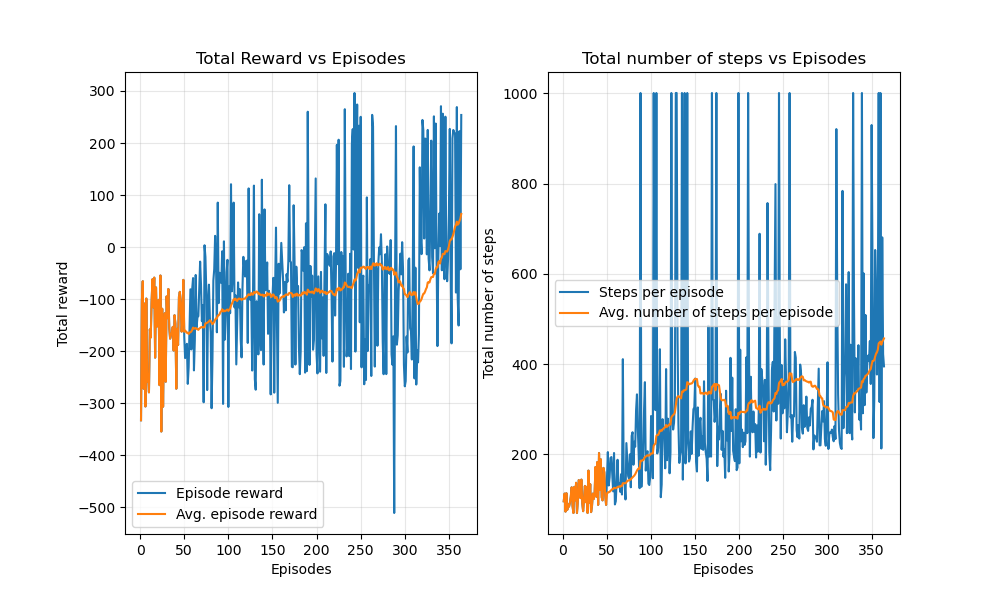 Total Reward vs Episodes
Total reward
300
200
100
0
−100
−200
−300
−400
−500
Episode reward
Avg. episode reward
0 50 100 150 200 250 300 350
Episodes
Total number of steps vs Episodes
Total number of steps
1000
800
600
400
200
Steps per episode
Avg. number of steps per episode
0 50 100 150 200 250 300 350
Episodes